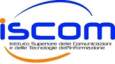 iscom
Istituto Superiore delle Comunicazioni
e delle Tecnologie dell'Informazione